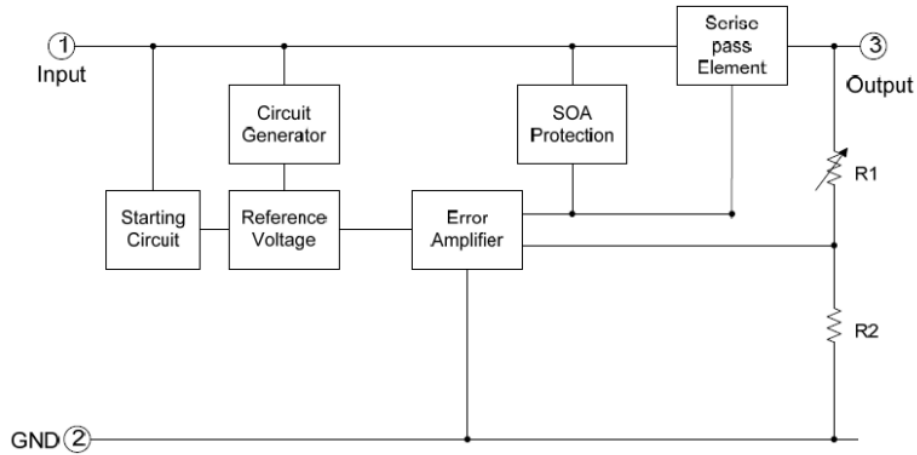 1
Input
Serise
pass
Element
3
Output
Circuit
Generator
SOA
Protection
R1
Starting
Circuit
Reference
Voltage
Error
Amplifier
R2
GND 2